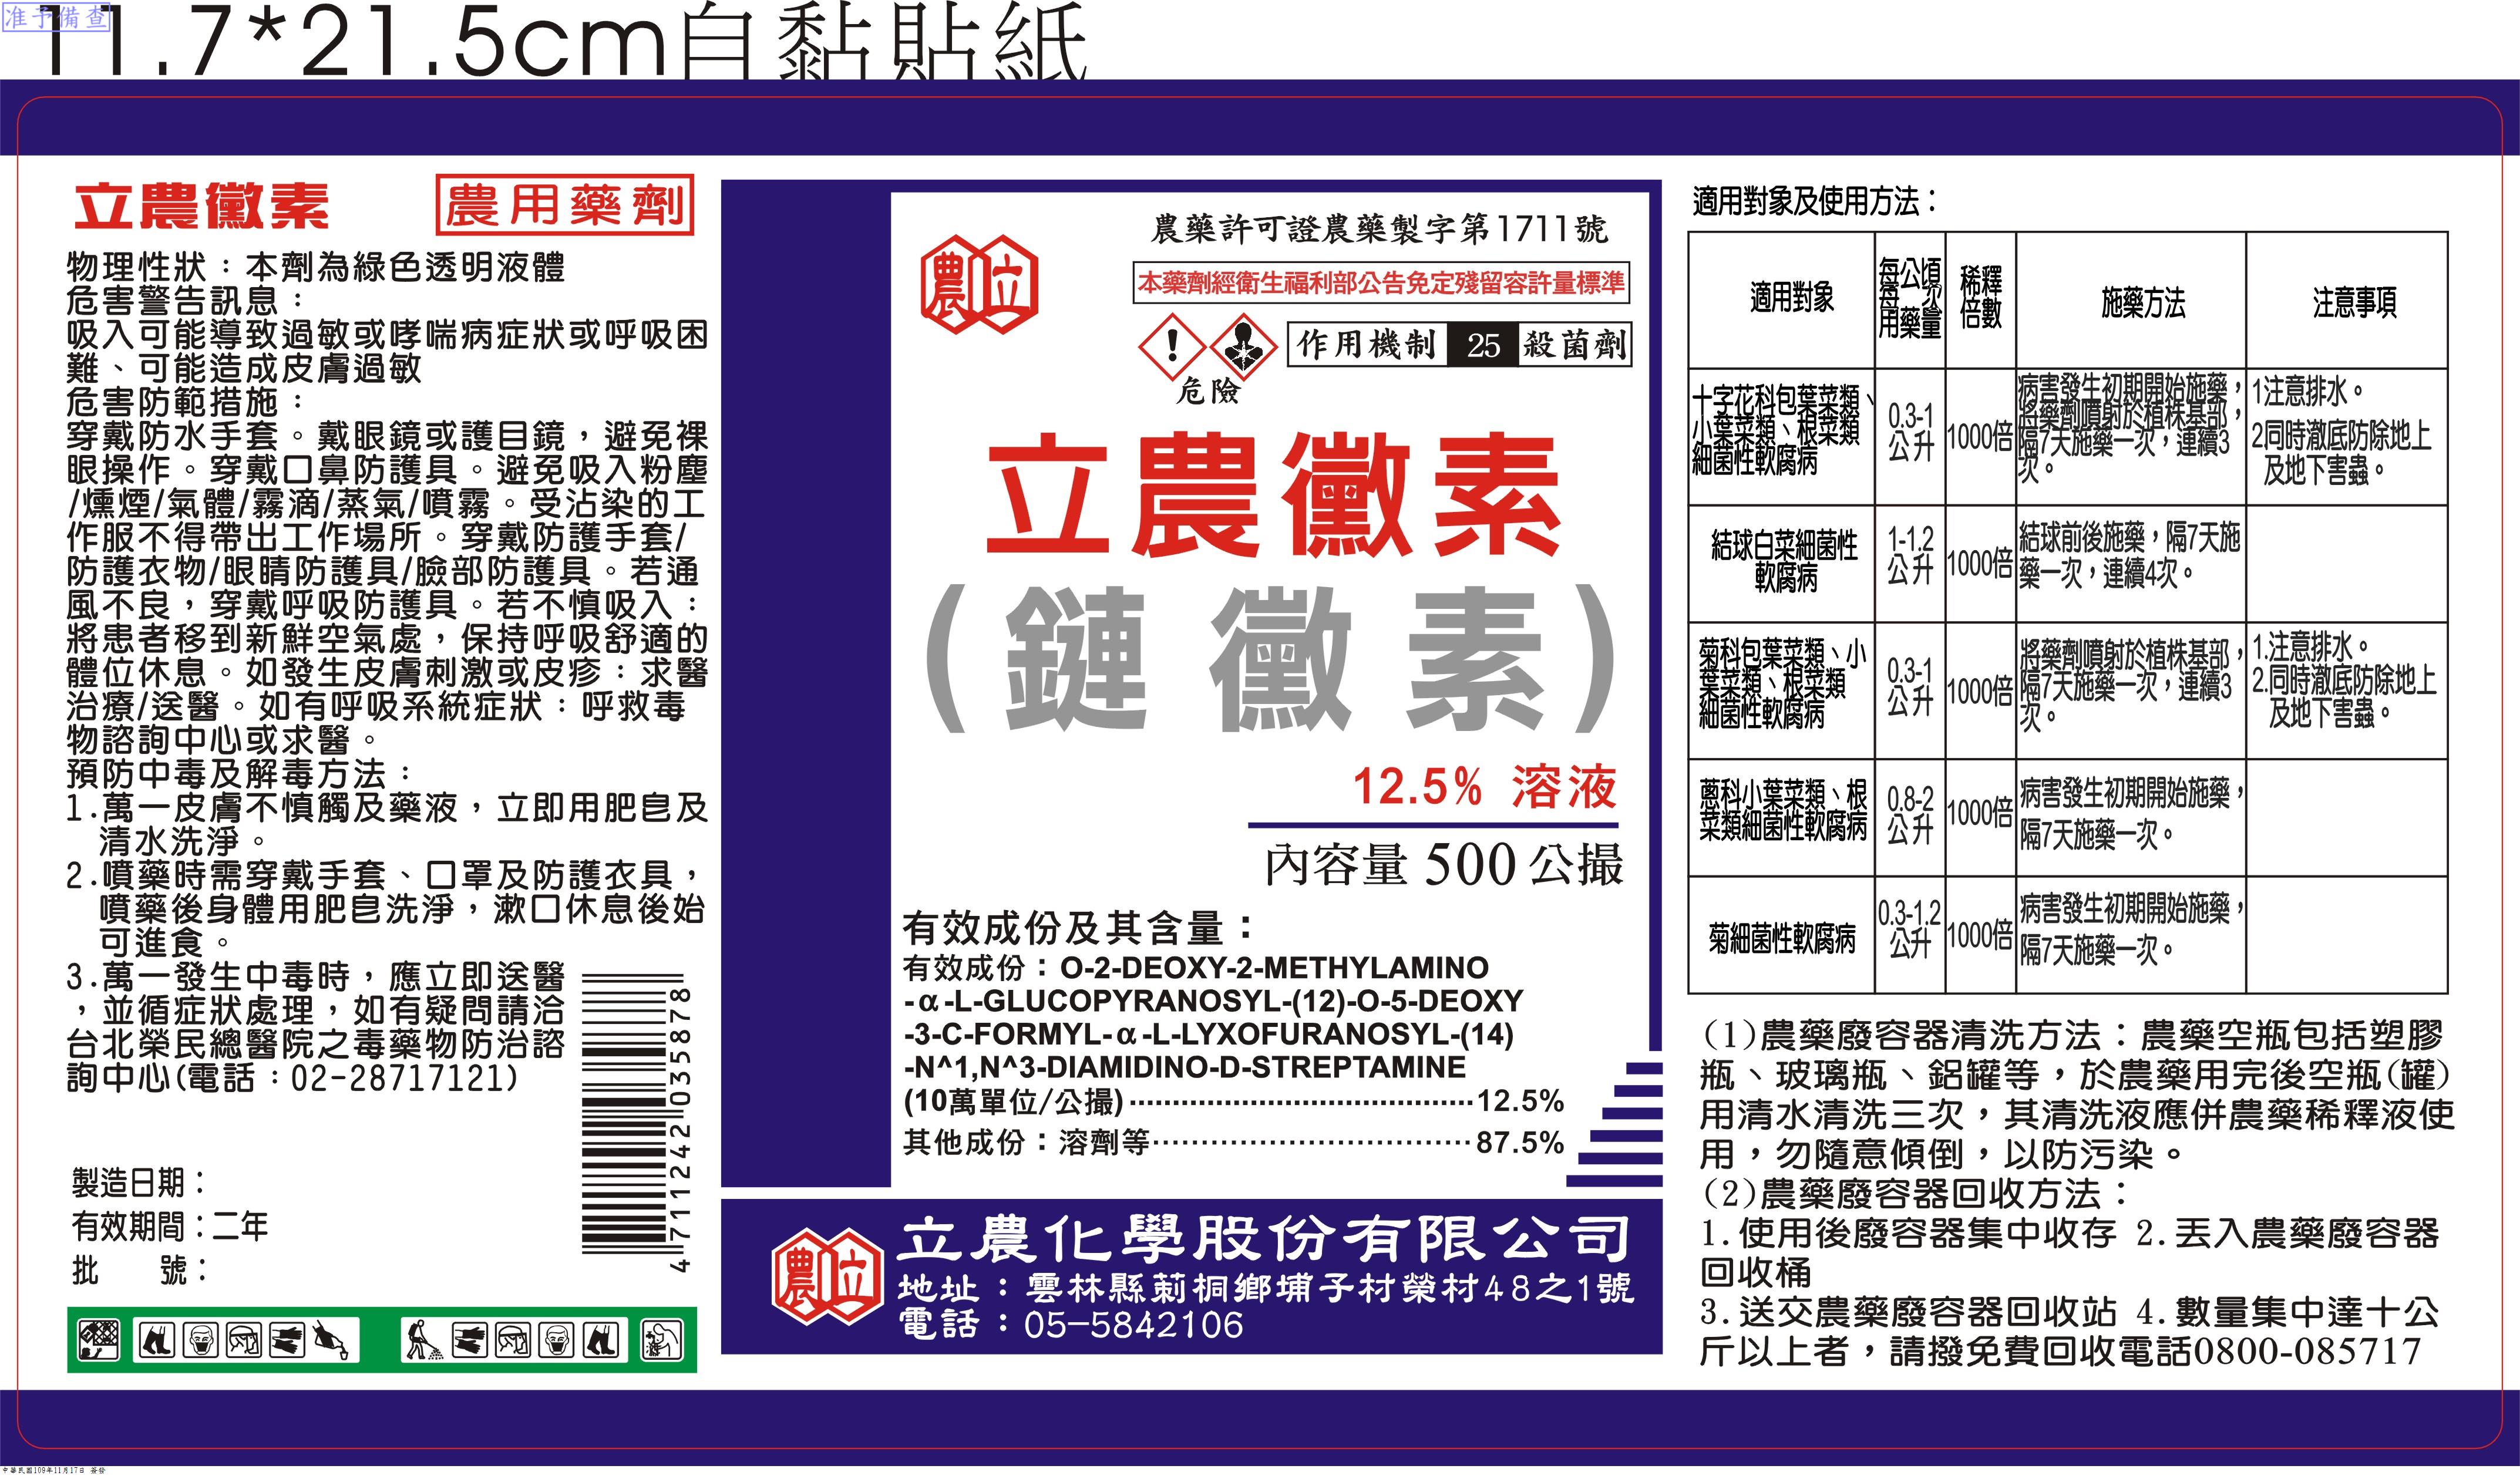 准予備查
11.7*21.5cm自黏貼紙
立農黴素
農用藥劑
物理性狀：本劑為綠色透明液體
危害警告訊息：
吸入可能導致過敏或哮喘病症狀或呼吸困
難、可能造成皮膚過敏
危害防範措施：
穿戴防水手套。戴眼鏡或護目鏡，避免裸
眼操作。穿戴口鼻防護具。避免吸入粉塵
/燻煙/氣體/霧滴/蒸氣/噴霧。受沾染的工
作服不得帶出工作場所。穿戴防護手套/
防護衣物/眼睛防護具/臉部防護具。若通
風不良，穿戴呼吸防護具。若不慎吸入：
將患者移到新鮮空氣處，保持呼吸舒適的
體位休息。如發生皮膚刺激或皮疹：求醫
治療/送醫。如有呼吸系統症狀：呼救毒
物諮詢中心或求醫。
預防中毒及解毒方法：
1.萬一皮膚不慎觸及藥液，立即用肥皂及
清水洗淨。
2.噴藥時需穿戴手套、口罩及防護衣具，
噴藥後身體用肥皂洗淨，漱口休息後始
可進食。
3.萬一發生中毒時，應立即送醫
，並循症狀處理，如有疑問請洽
台北榮民總醫院之毒藥物防治諮
詢中心(電話：02-28717121)
4711242035878
製造日期：
有效期間：二年
批　　號：
農藥許可證農藥製字第1711號
本藥劑經衛生福利部公告免定殘留容許量標準
農立
危險
作用機制 25 殺菌劑
立農黴素
(鏈黴素)
12.5% 溶液
內容量 500 公撮
有效成份及其含量：
有效成份：O-2-DEOXY-2-METHYLAMINO
-α-L-GLUCOPYRANOSYL-(12)-O-5-DEOXY
-3-C-FORMYL-α-L-LYXOFURANOSYL-(14)
-N^1,N^3-DIAMIDINO-D-STREPTAMINE
(10萬單位/公撮)……………………………12.5%
其他成份：溶劑等……………………………87.5%
農立
立農化學股份有限公司
地址：雲林縣莿桐鄉埔子村榮村48之1號
電話：05-5842106
適用對象及使用方法：
適用對象
每公頃
每　次
用藥量
稀釋
倍數
施藥方法
注意事項
十字花科包葉菜類、
小葉菜類、根菜類
細菌性軟腐病
0.3-1
公升
1000倍
病害發生初期開始施藥，
將藥劑噴射於植株基部，
隔7天施藥一次，連續3
次。
1注意排水。
2同時澈底防除地上
及地下害蟲。
結球白菜細菌性
軟腐病
1-1.2
公升
1000倍
結球前後施藥，隔7天施
藥一次，連續4次。
菊科包葉菜類、小
葉菜類、根菜類
細菌性軟腐病
0.3-1
公升
1000倍
將藥劑噴射於植株基部，
隔7天施藥一次，連續3
次。
1.注意排水。
2.同時澈底防除地上
及地下害蟲。
蔥科小葉菜類、根
菜類細菌性軟腐病
0.8-2
公升
1000倍
病害發生初期開始施藥，
隔7天施藥一次。
菊細菌性軟腐病
0.3-1.2
公升
1000倍
病害發生初期開始施藥，
隔7天施藥一次。
(1)農藥廢容器清洗方法：農藥空瓶包括塑膠
瓶、玻璃瓶、鋁罐等，於農藥用完後空瓶(罐)
用清水清洗三次，其清洗液應併農藥稀釋液使
用，勿隨意傾倒，以防污染。
(2)農藥廢容器回收方法：
1.使用後廢容器集中收存 2.丟入農藥廢容器
回收桶
3.送交農藥廢容器回收站 4.數量集中達十公
斤以上者，請撥免費回收電話0800-085717
中華民國109年11月17日 簽發